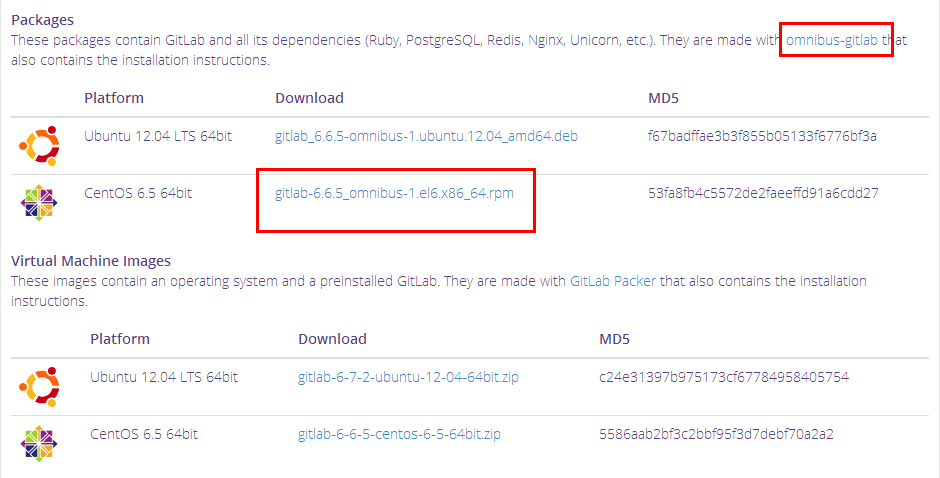 Packages
These packages contain GitLab and all its dependencies (Ruby, PostgreSQL, Redis, Nginx, Unicorn, etc.). They are made with omnibus-gitlab that
also contains the installation instructions.
Platform Download MD5
Ubuntu 12.04 LTS 64bit gitlab_6.6.5-omnibus-1.ubuntu.12.04_amd64.deb f67badffae3b3f855b05133f6776bf3a
CentOS 6.5 64bit gitlab-6.6.5_omnibus-1.el6.x86_64.rpm 53fa8fb4c5572de2faeeffd91a6cdd27
Virtual Machine Images
These images contain an operating system and a preinstalled GitLab. They are made with GitLab Packer that also contains the installation
instructions.
Platform Download MD5
Ubuntu 12.04 LTS 64bit gitlab-6-7-2-ubuntu-12-04-64bit.zip c24e31397b975173cf67784958405754
CentOS 6.5 64bit gitlab-6-6-5-centos-6-5-64bit.zip 5586aab2bf3c2bbf95f3d7debf70a2a2